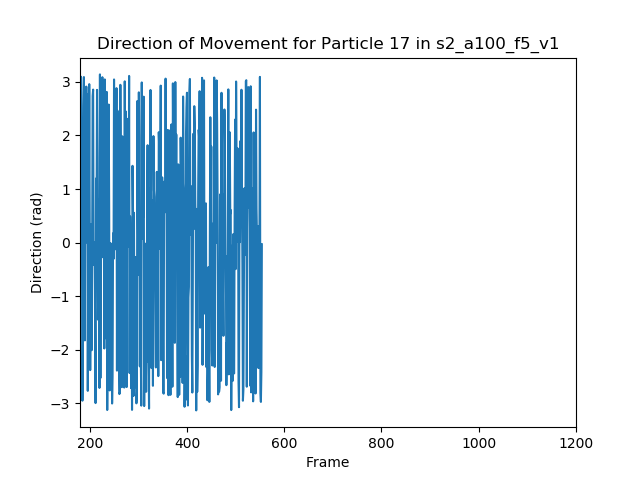 Direction of Movement for Particle 17 in s2_a100_f5_v1
3
2
1
0
−1
−2
−3
Direction (rad)
200 400 600 800 1000 1200
Frame